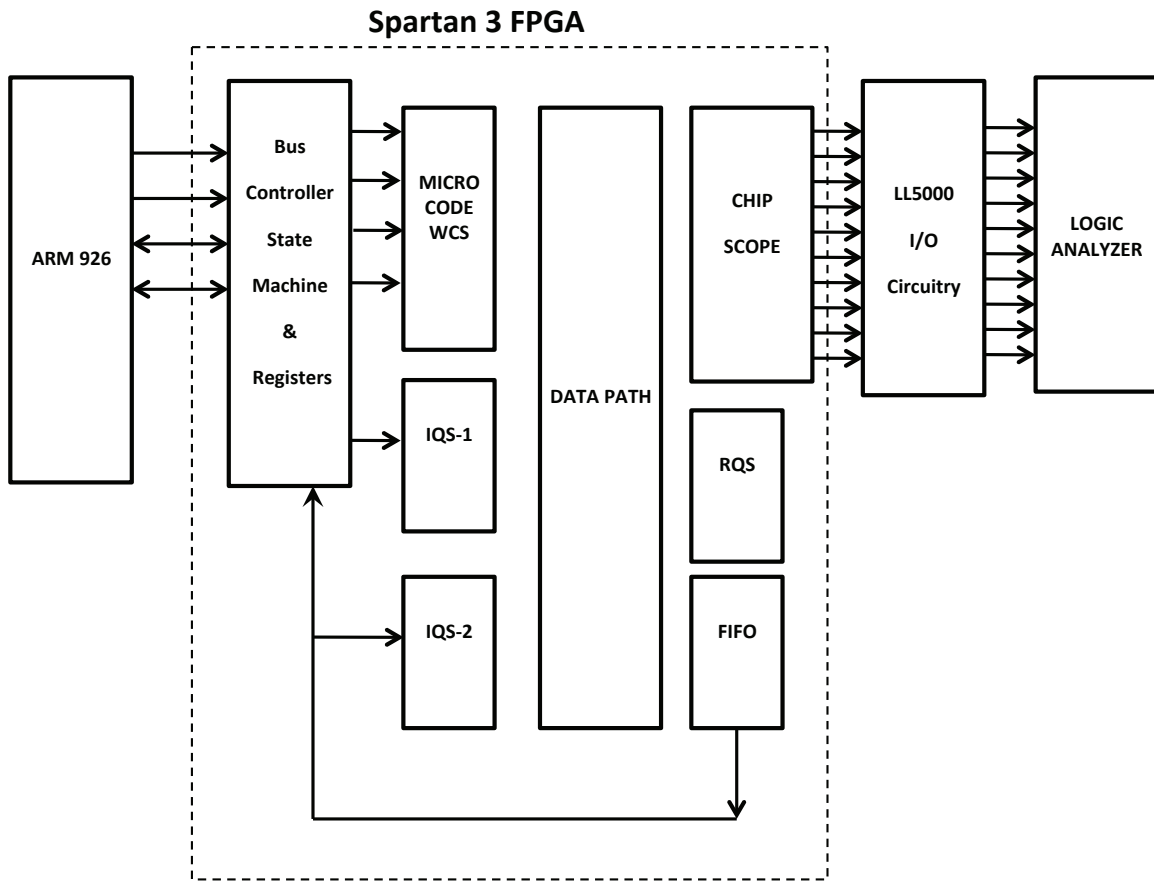 Spartan 3 FPGA
ARM 926
Bus
Controller
State
Machine
&
Registers
MICRO
CODE
WCS
IQS-1
IQS-2
DATA PATH
CHIP
SCOPE
RQS
FIFO
LL5000
I/O
Circuitry
LOGIC
ANALYZER